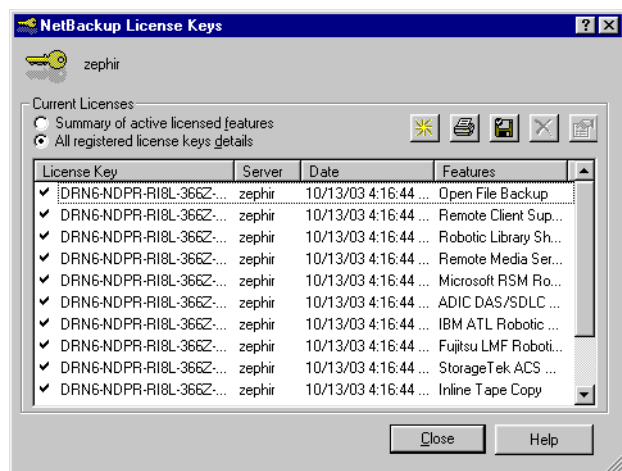 NetBackup License Keys
zephir
Current Licenses
Summary of active licensed features
All registered license keys details
License Key Server Date Features
DRN6-NDPR-RI8L-366Z-... zephir 10/13/03 4:16:44 ... Open File Backup
DRN6-NDPR-RI8L-366Z-... zephir 10/13/03 4:16:44 ... Remote Client Sup...
DRN6-NDPR-RI8L-366Z-... zephir 10/13/03 4:16:44 ... Robotic Library Sh...
DRN6-NDPR-RI8L-366Z-... zephir 10/13/03 4:16:44 ... Remote Media Ser...
DRN6-NDPR-RI8L-366Z-... zephir 10/13/03 4:16:44 ... Microsoft RSM Ro...
DRN6-NDPR-RI8L-366Z-... zephir 10/13/03 4:16:44 ... ADIC DAS/SDLC ...
DRN6-NDPR-RI8L-366Z-... zephir 10/13/03 4:16:44 ... IBM ATL Robotic ...
DRN6-NDPR-RI8L-366Z-... zephir 10/13/03 4:16:44 ... Fujitsu LMF Roboti...
DRN6-NDPR-RI8L-366Z-... zephir 10/13/03 4:16:44 ... StorageTek ACS ...
DRN6-NDPR-RI8L-366Z-... zephir 10/13/03 4:16:44 ... Inline Tape Copy
Close Help